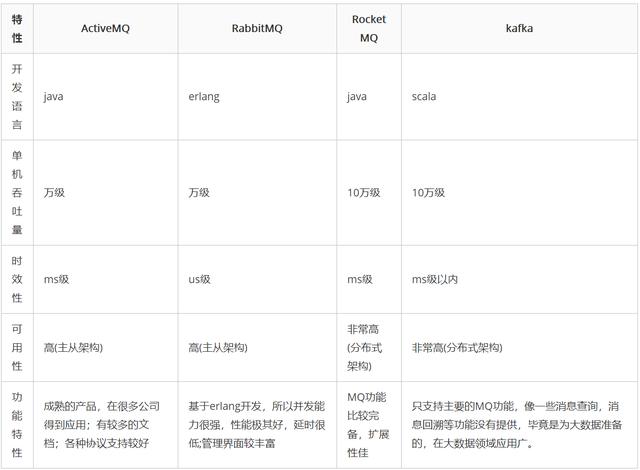 特性 ActiveMQ RabbitMQ Rocket MQ kafka
开发语言 java erlang java scala
单机吞吐量 万级 万级 10万级 10万级
时效性 ms级 us级 ms级 ms级以内
可用性 高(主从架构) 高(主从架构) 非常高(分布式架构) 非常高(分布式架构)
功能特性
成熟的产品，在很多公司
得到应用；有较多的文
档；各种协议支持较好
基于erlang开发，所以并发能
力很强，性能极其好，延时很
低;管理界面较丰富
MQ功能
比较完
备，扩展
性佳
只支持主要的MQ功能，像一些消息查询，消
息回溯等功能没有提供，毕竟是为大数据准备
的，在大数据领域应用广。